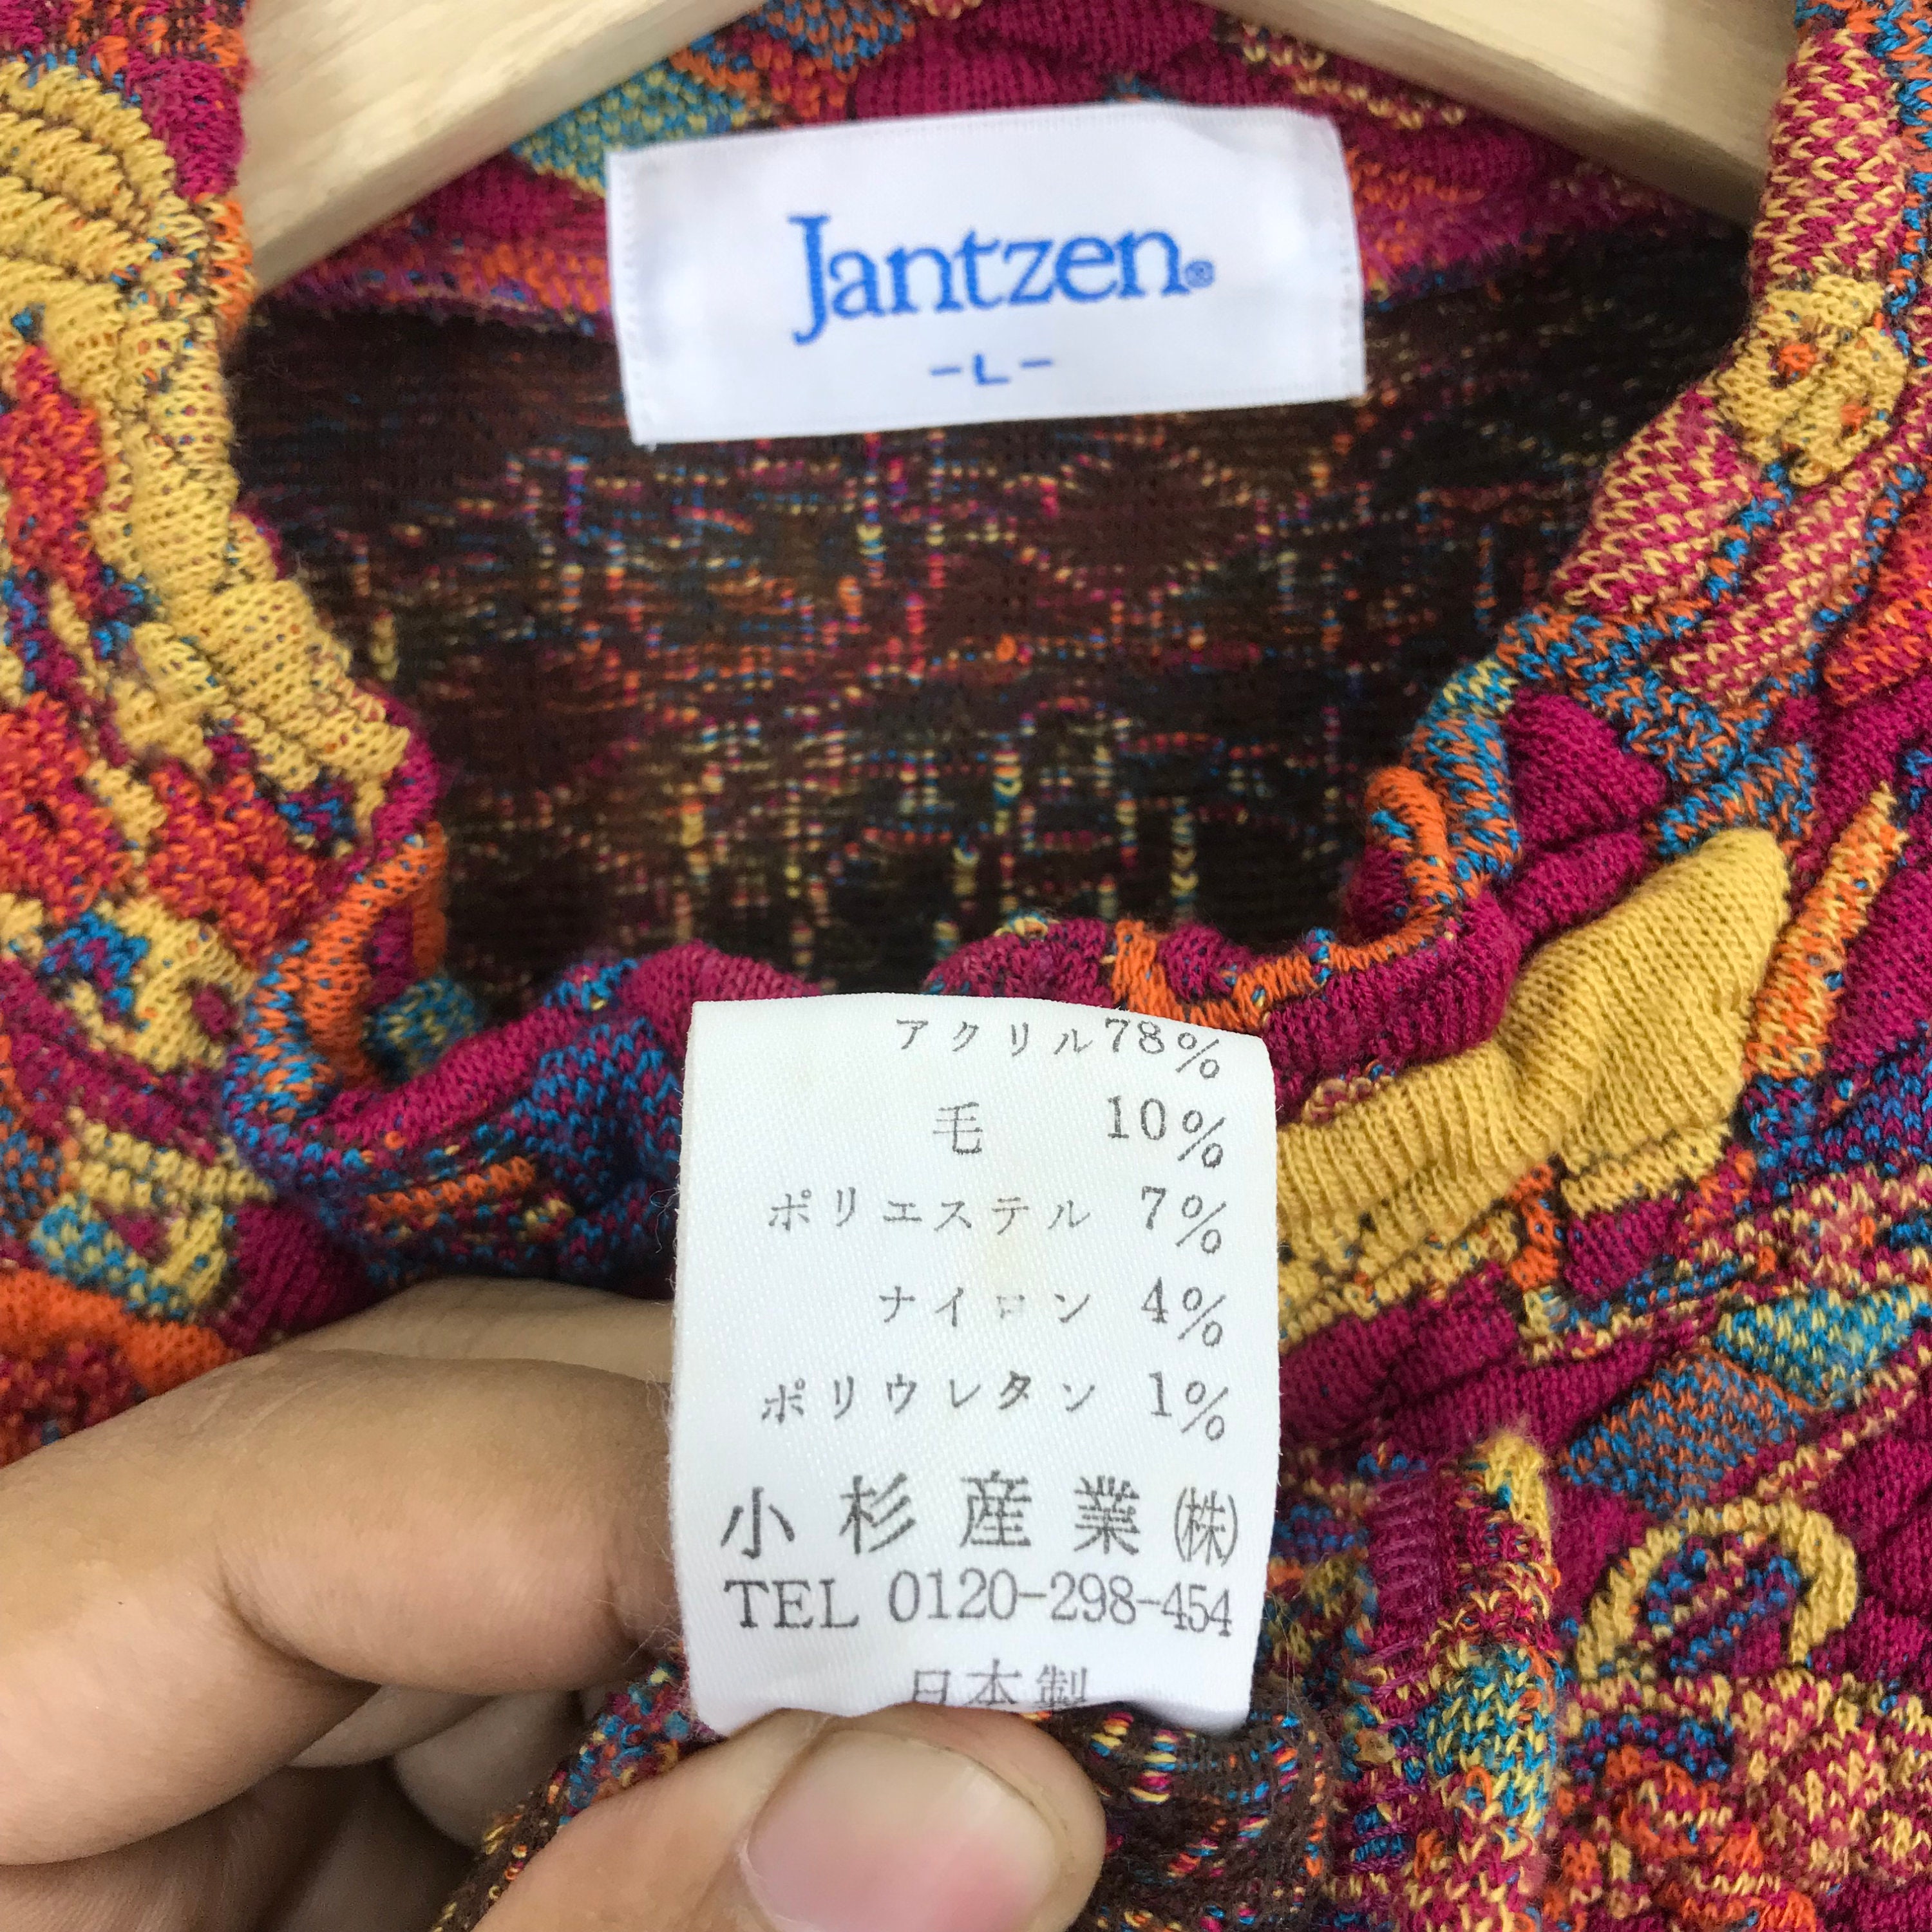 Jantzen®
-L-
アクリル78%
毛 10%
ポリエステル 7%
ナイロン 4%
ポリウレタン 1%
小杉産業(株)
TEL 0120-298-454
日本製